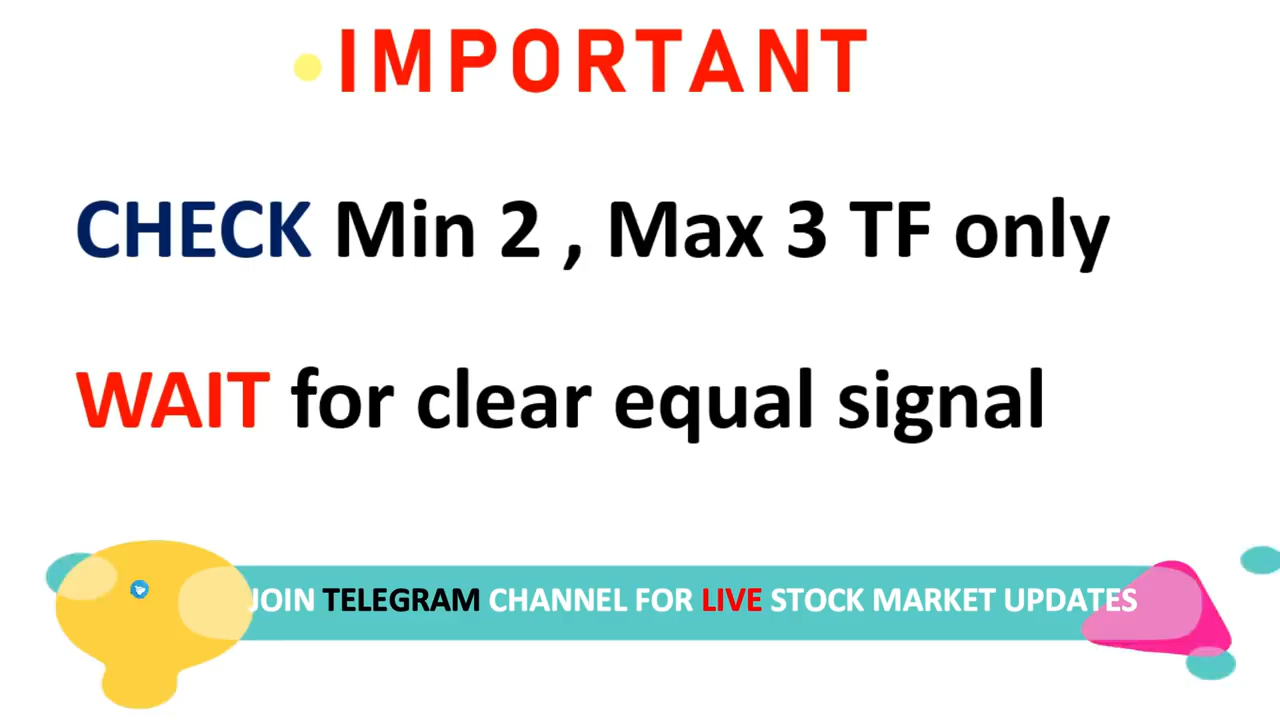 IMPORTANT
CHECK Min 2 , Max 3 TF only
WAIT for clear equal signal
JOIN TELEGRAM CHANNEL FOR LIVE STOCK MARKET UPDATES